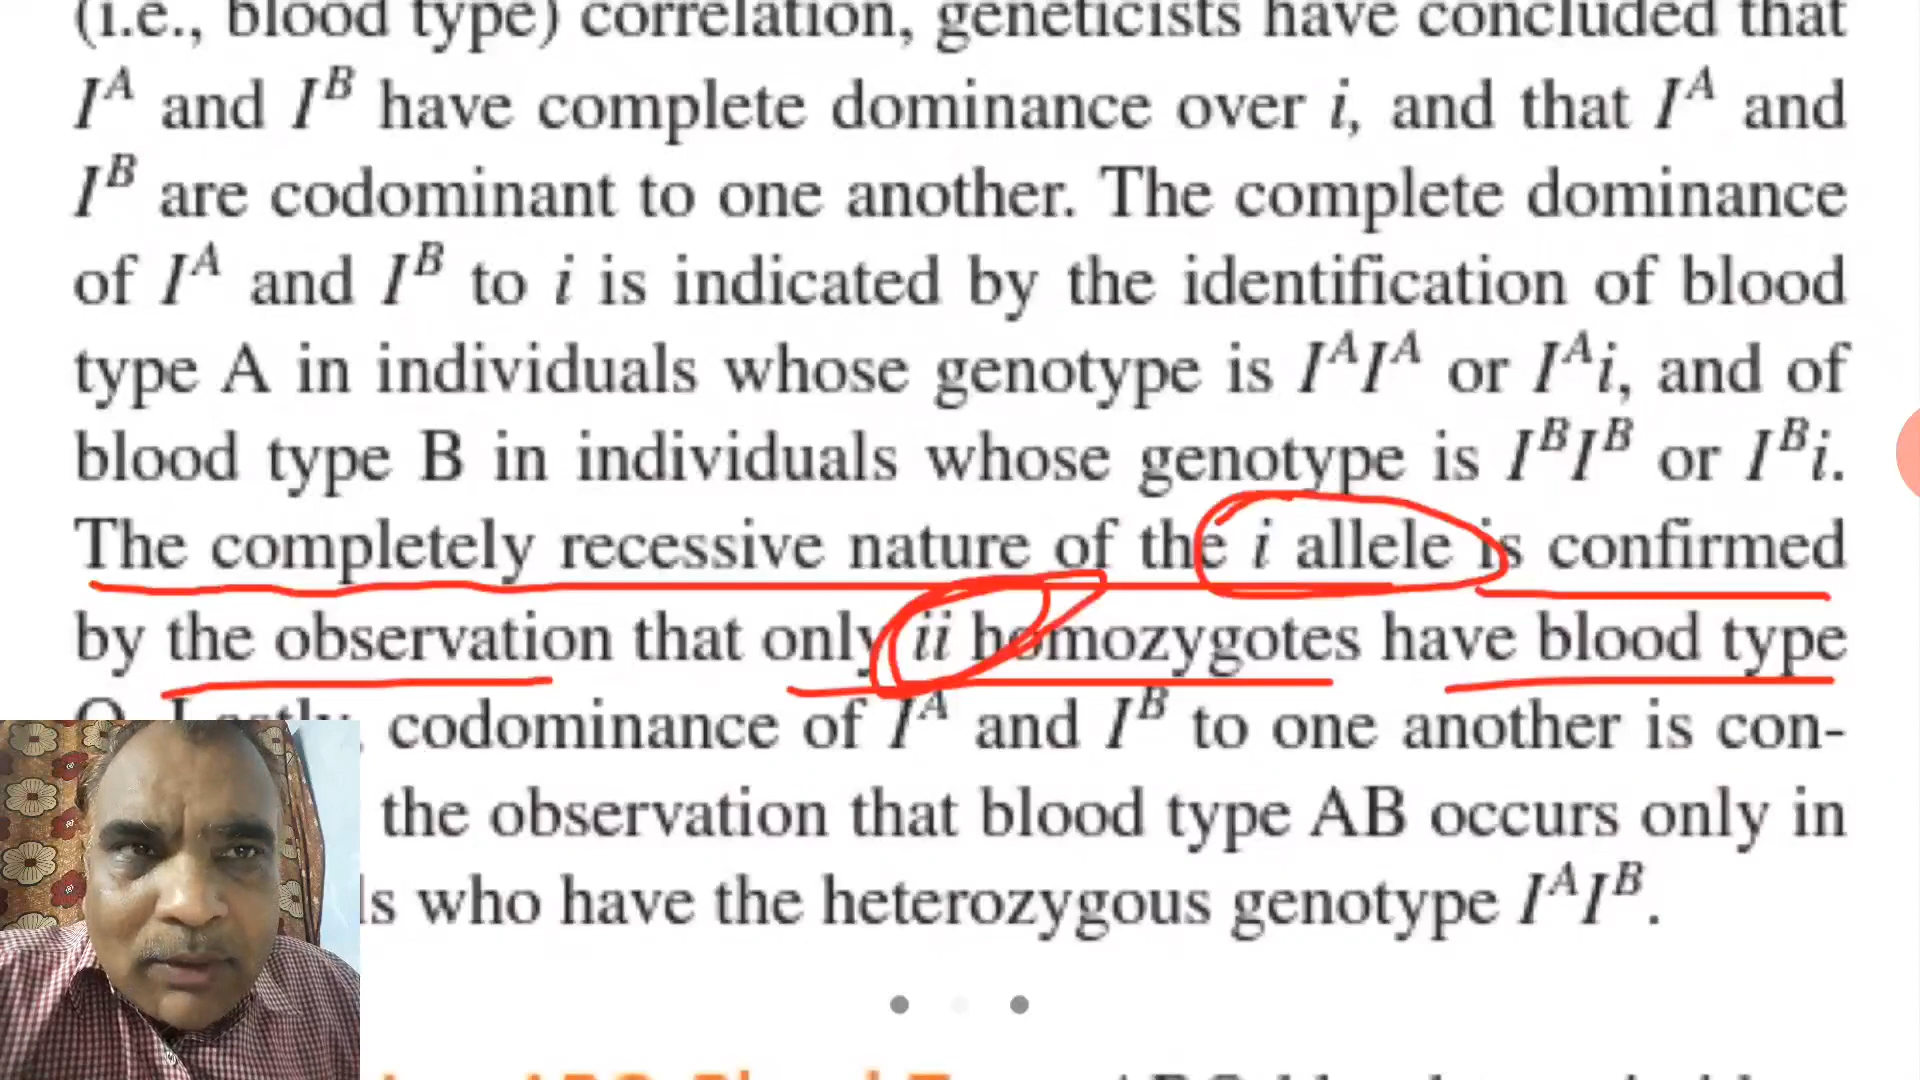 (i.e., blood type) correlation, geneticists have concluded that
I^A and I^B have complete dominance over i, and that I^A and
I^B are codominant to one another. The complete dominance
of I^A and I^B to i is indicated by the identification of blood
type A in individuals whose genotype is I^AI^A or I^Ai, and of
blood type B in individuals whose genotype is I^BI^B or I^Bi.
The completely recessive nature of the i allele is confirmed
by the observation that only ii homozygotes have blood type
O. Lastly, codominance of I^A and I^B to one another is con-
the observation that blood type AB occurs only in
ls who have the heterozygous genotype I^AI^B.